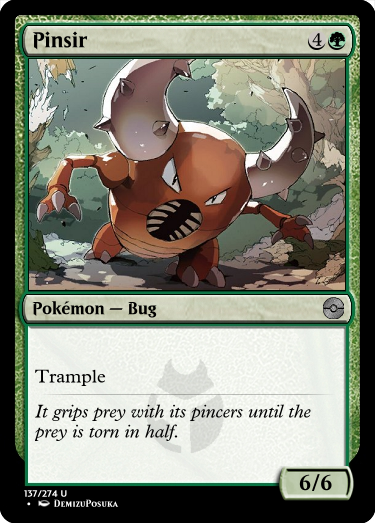 Pinsir 4
Pokémon — Bug
Trample
It grips prey with its pincers until the
prey is torn in half.
6/6
137/274 U
• DemizuPosuka